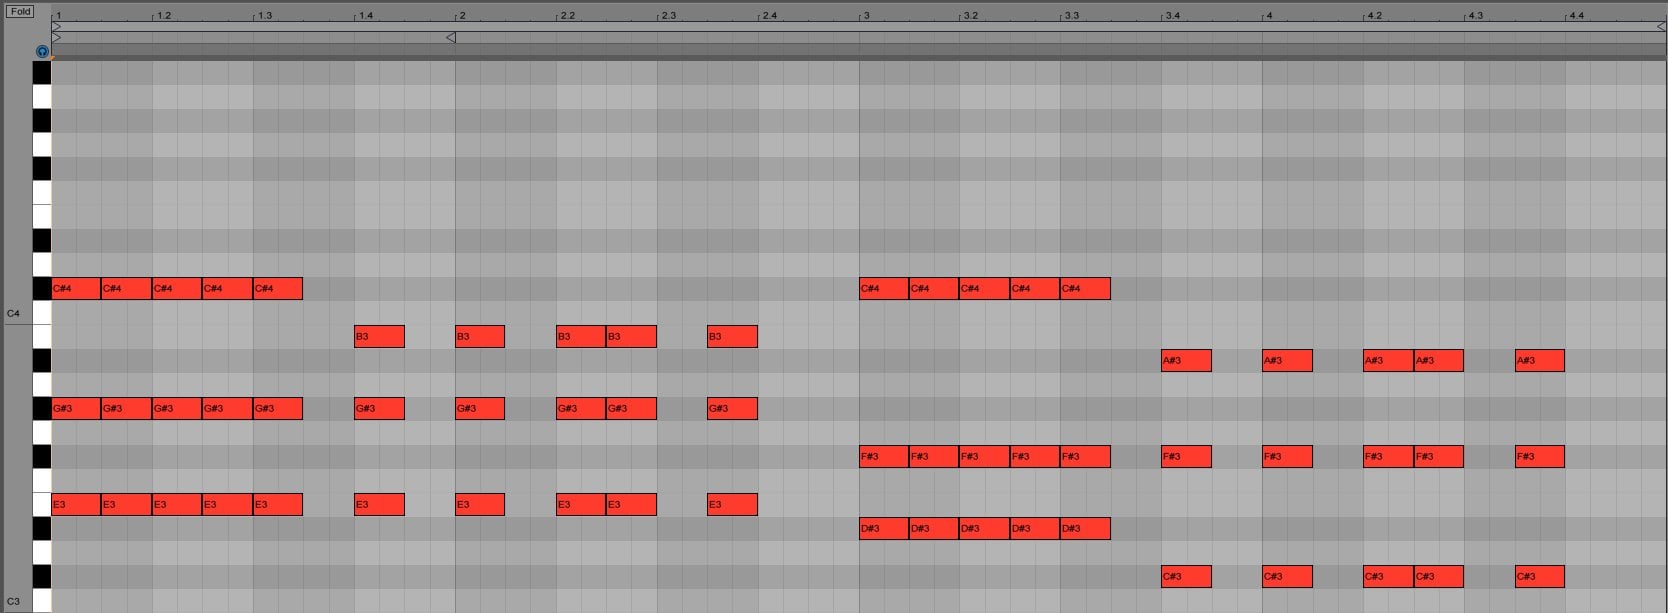 Fold
1 1.2 1.3 1.4 2 2.2 2.3 2.4 3 3.2 3.3 3.4 4 4.2 4.3 4.4
C#4 C#4 C#4 C#4 C#4 C#4 C#4 C#4 C#4 C#4
C4
B3 B3 B3 B3 B3
A#3 A#3 A#3 A#3 A#3
G#3 G#3 G#3 G#3 G#3 G#3 G#3 G#3 G#3 G#3
F#3 F#3 F#3 F#3 F#3 F#3 F#3 F#3 F#3 F#3
E3 E3 E3 E3 E3 E3 E3 E3 E3 E3
D#3 D#3 D#3 D#3 D#3
C#3 C#3 C#3 C#3 C#3
C3